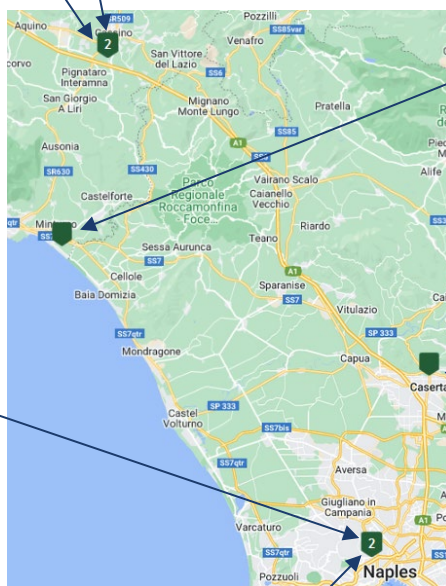 Pozzilli
SR509
SS85var
Aquino
Cassino
2
Venafro
San Vittore
del Lazio
SS6
Pignataro
Interamna
San Giorgio
A Liri
Mignano
Monte Lungo
Pratella
A1
SS85
SS6
Ausonia
SS430
SR630
Vairano Scalo
Alife
Castelforte
Parco
Regionale
Roccamonfina
Foce...
Caianello
Vecchio
Riardo
Teano
Sessa Aurunca
SS7
A1
Cellole
Sparanise
Baia Domizia
SS7
Vitulazio
SS7qtr
SP 333
Mondragone
Capua
Caserta
SP 333
Castel
Volturno
SS7bis
SS7qtr
Aversa
Giugliano in
Campania
A1
Varcaturo
2
SS7qtr
Naples
Pozzuoli